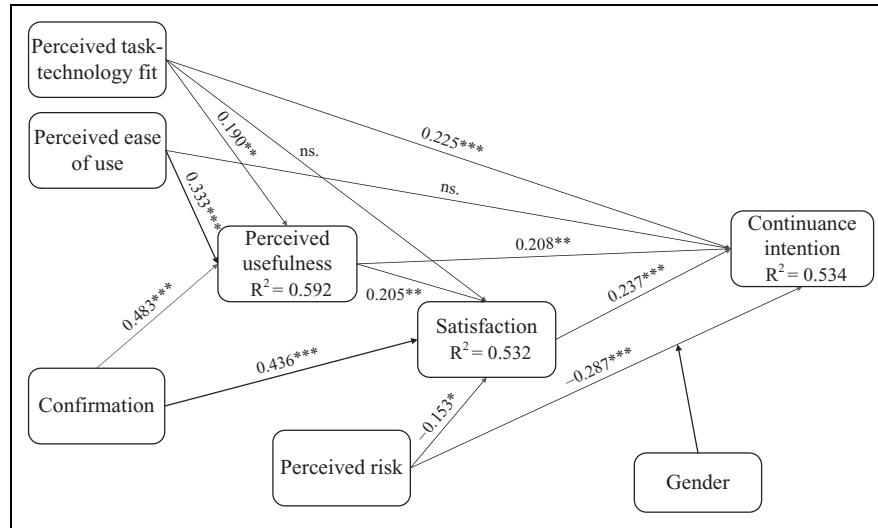 Perceived task-
technology fit
Perceived ease
of use
0.190**
ns.
0.225***
0.333***
ns.
Perceived
usefulness
R² = 0.592
0.208**
Continuance
intention
R² = 0.534
0.483***
0.205**
0.237***
Satisfaction
R² = 0.532
0.436***
−0.287***
Confirmation
−0.153*
Perceived risk
Gender